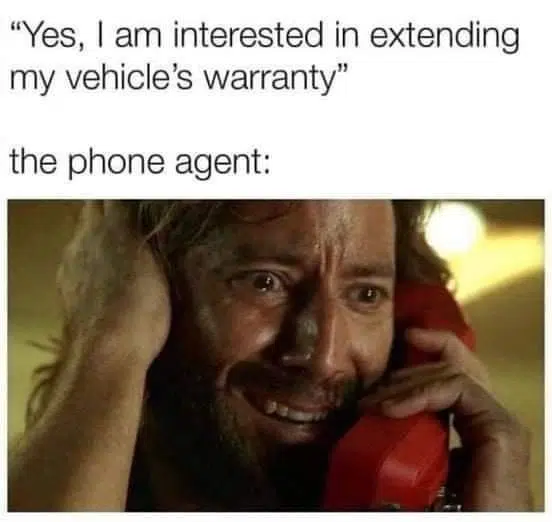 “Yes, I am interested in extending
my vehicle’s warranty”
the phone agent: